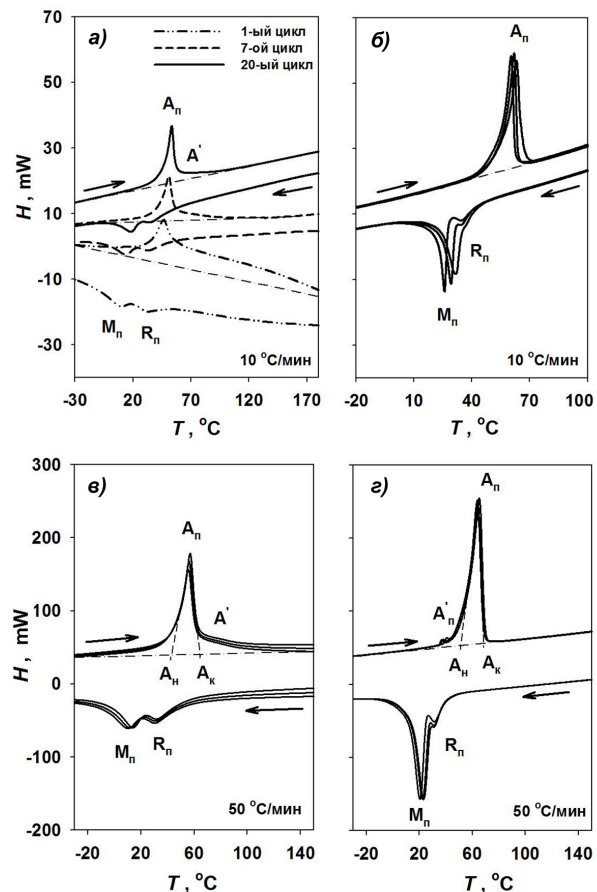 а)
1-ый цикл
7-ой цикл
20-ый цикл
Aп
A'
Mп
Rп
10 °C/мин
H, mW
70
50
30
10
-10
-30
-30 20 70 120 170
T, °C
б)
Aп
Rп
Mп
10 °C/мин
-20 10 40 70 100
T, °C
в)
Aп
A'
Aн
Aк
Mп
Rп
50 °C/мин
H, mW
300
200
100
0
-100
-200
-30 20 60 100 140
T, °C
г)
Aп
A'п
Aн
Aк
Rп
Mп
50 °C/мин
-20 20 60 100 140
T, °C